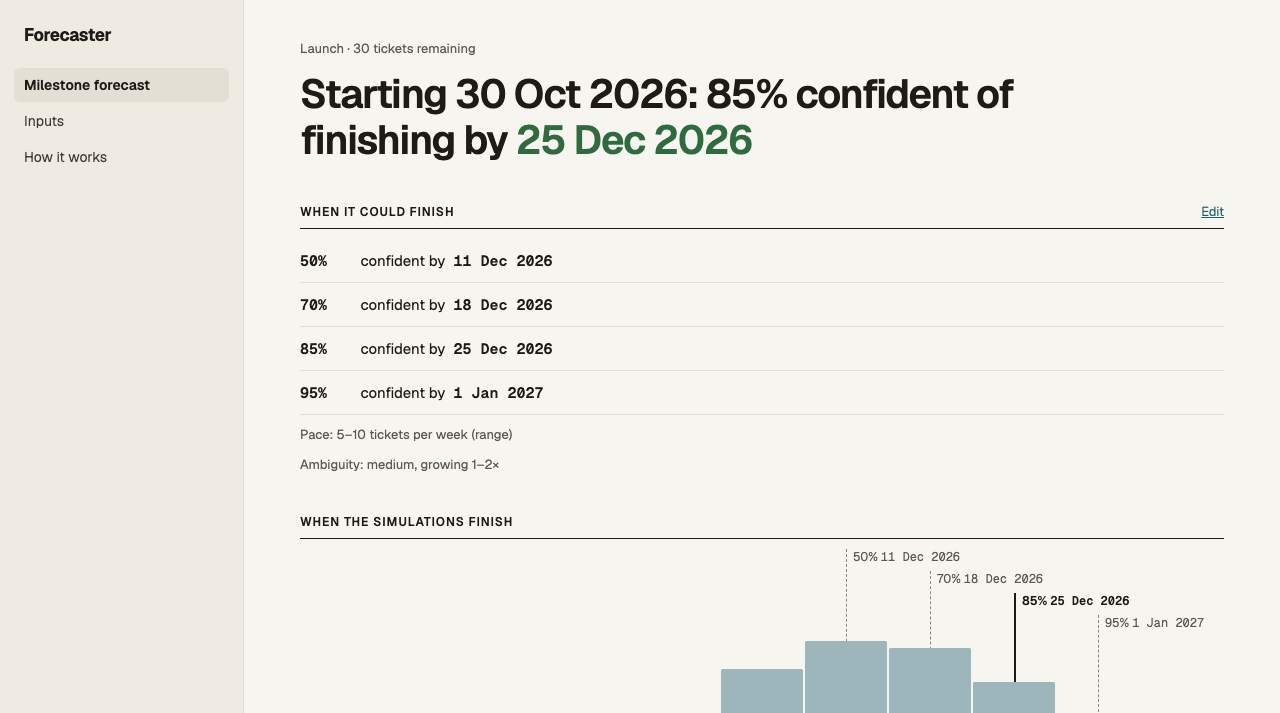 Forecaster
Milestone forecast
Inputs
How it works
Launch · 30 tickets remaining
Starting 30 Oct 2026: 85% confident of
finishing by 25 Dec 2026
WHEN IT COULD FINISH
Edit
50% confident by 11 Dec 2026
70% confident by 18 Dec 2026
85% confident by 25 Dec 2026
95% confident by 1 Jan 2027
Pace: 5–10 tickets per week (range)
Ambiguity: medium, growing 1–2×
WHEN THE SIMULATIONS FINISH
50% 11 Dec 2026
70% 18 Dec 2026
85% 25 Dec 2026
95% 1 Jan 2027